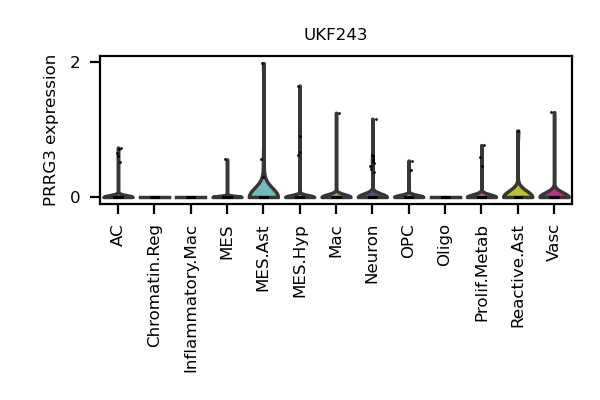 UKF243
PRRG3 expression
2
0
AC
Chromatin.Reg
Inflammatory.Mac
MES
MES.Ast
MES.Hyp
Mac
Neuron
OPC
Oligo
Prolif.Metab
Reactive.Ast
Vasc